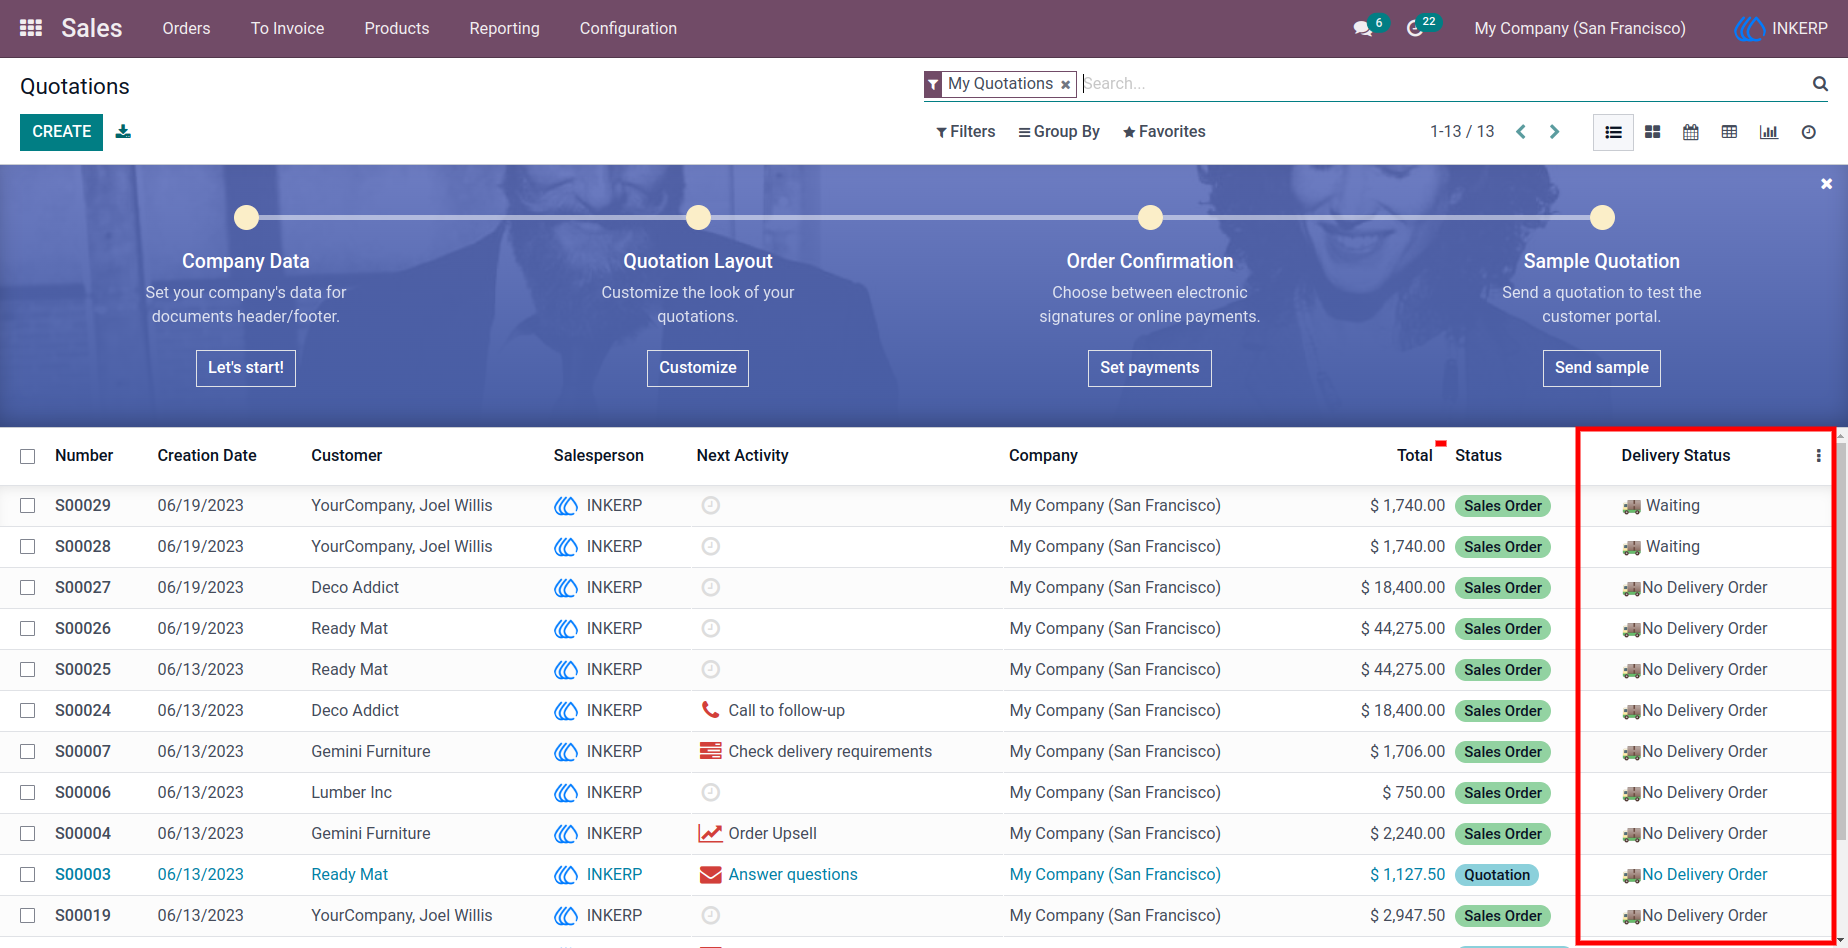 Sales Orders To Invoice Products Reporting Configuration 6 22 My Company (San Francisco) INKERP
Quotations My Quotations Search...
CREATE Filters Group By Favorites 1-13 / 13
Company Data
Set your company's data for
documents header/footer.
Let's start!
Quotation Layout
Customize the look of your
quotations.
Customize
Order Confirmation
Choose between electronic
signatures or online payments.
Set payments
Sample Quotation
Send a quotation to test the
customer portal.
Send sample
Number Creation Date Customer Salesperson Next Activity Company Total Status Delivery Status
S00029 06/19/2023 YourCompany, Joel Willis INKERP My Company (San Francisco) $ 1,740.00 Sales Order Waiting
S00028 06/19/2023 YourCompany, Joel Willis INKERP My Company (San Francisco) $ 1,740.00 Sales Order Waiting
S00027 06/19/2023 Deco Addict INKERP My Company (San Francisco) $ 18,400.00 Sales Order No Delivery Order
S00026 06/19/2023 Ready Mat INKERP My Company (San Francisco) $ 44,275.00 Sales Order No Delivery Order
S00025 06/13/2023 Ready Mat INKERP My Company (San Francisco) $ 44,275.00 Sales Order No Delivery Order
S00024 06/13/2023 Deco Addict INKERP Call to follow-up My Company (San Francisco) $ 18,400.00 Sales Order No Delivery Order
S00007 06/13/2023 Gemini Furniture INKERP Check delivery requirements My Company (San Francisco) $ 1,706.00 Sales Order No Delivery Order
S00006 06/13/2023 Lumber Inc INKERP My Company (San Francisco) $ 750.00 Sales Order No Delivery Order
S00004 06/13/2023 Gemini Furniture INKERP Order Upsell My Company (San Francisco) $ 2,240.00 Sales Order No Delivery Order
S00003 06/13/2023 Ready Mat INKERP Answer questions My Company (San Francisco) $ 1,127.50 Quotation No Delivery Order
S00019 06/13/2023 YourCompany, Joel Willis INKERP My Company (San Francisco) $ 2,947.50 Sales Order No Delivery Order